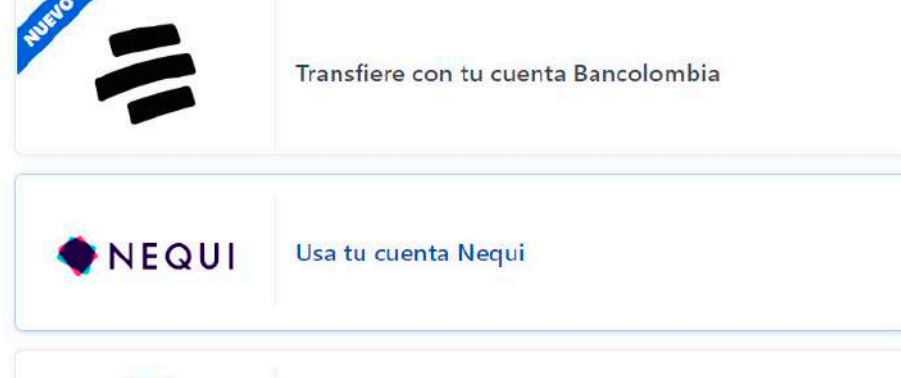 NUEVO
Transfiere con tu cuenta Bancolombia
NEQUI
Usa tu cuenta Nequi